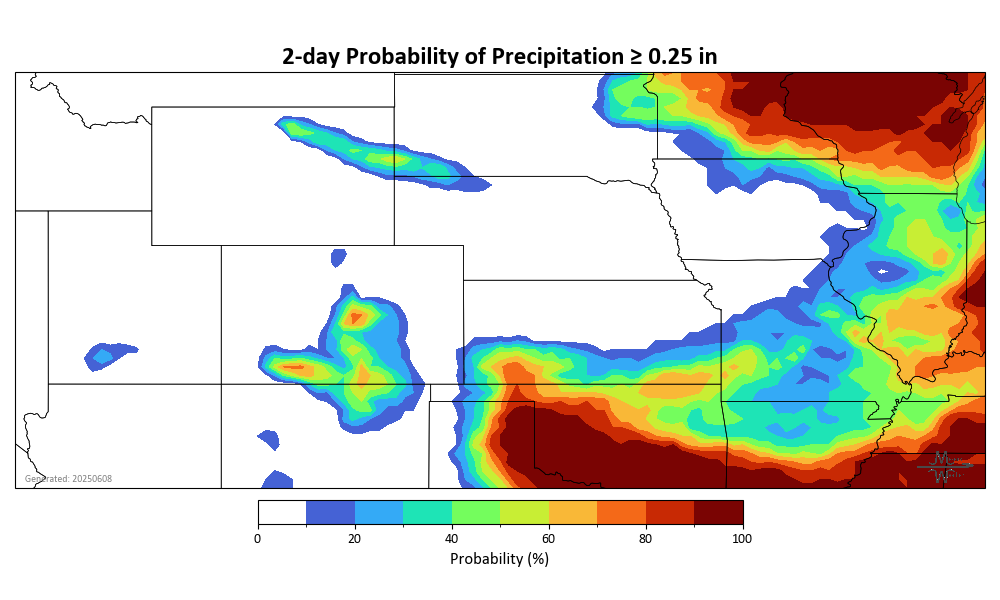 2-day Probability of Precipitation ≥ 0.25 in
Generated: 20250608
0 20 40 60 80 100
Probability (%)